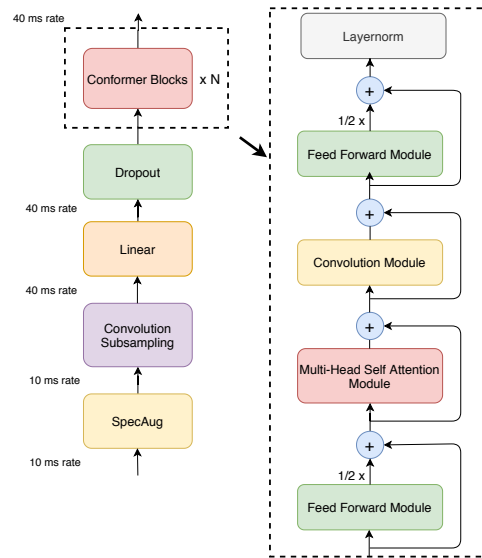 40 ms rate
Conformer Blocks
x N
Dropout
40 ms rate
Linear
40 ms rate
Convolution
Subsampling
10 ms rate
SpecAug
10 ms rate
Layernorm
+
1/2 x
Feed Forward Module
+
Convolution Module
+
Multi-Head Self Attention
Module
+
1/2 x
Feed Forward Module